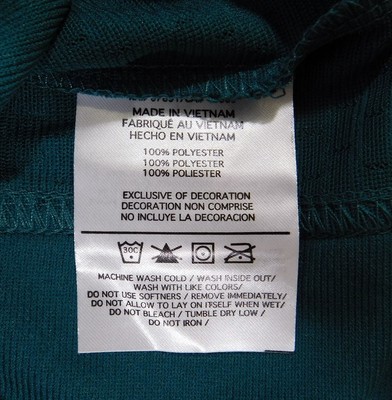 MADE IN VIETNAM
FABRIQUÉ AU VIETNAM
HECHO EN VIETNAM
100% POLYESTER
100% POLYESTER
100% POLIESTER
EXCLUSIVE OF DECORATION
DECORATION NON COMPRISE
NO INCLUYE LA DECORACION
30C
MACHINE WASH COLD / WASH INSIDE OUT/
WASH WITH LIKE COLORS/
DO NOT USE SOFTNERS / REMOVE IMMEDIATELY/
DO NOT ALLOW TO LAY ON ITSELF WHEN WET/
DO NOT BLEACH / TUMBLE DRY LOW /
DO NOT IRON /